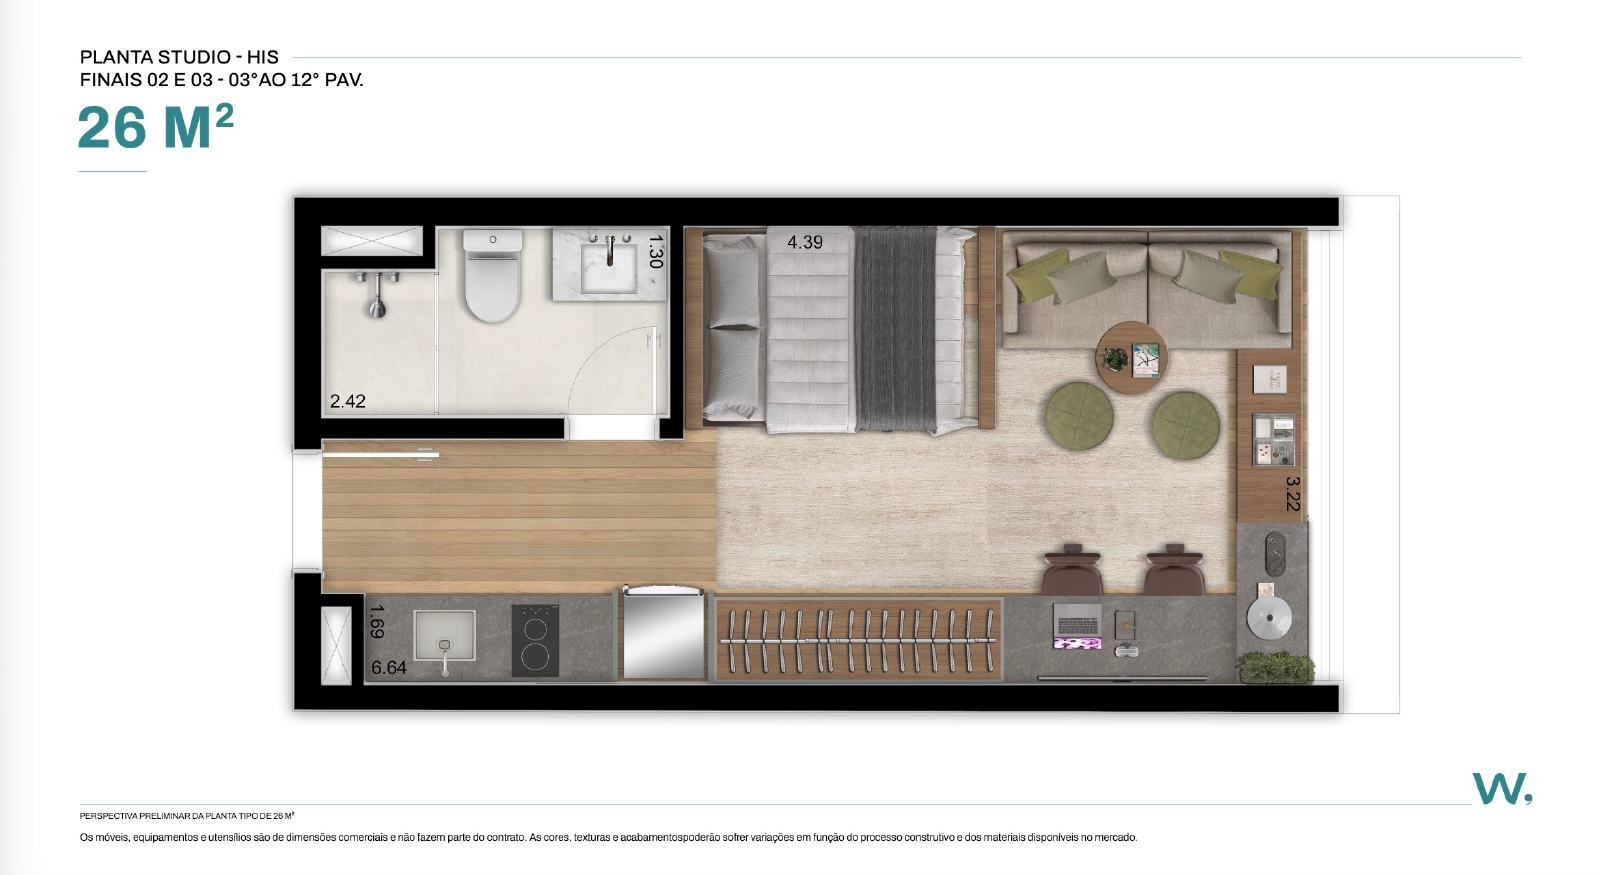 PLANTA STUDIO - HIS
FINAIS 02 E 03 - 03°AO 12° PAV.
26 M²
1.30
4.39
2.42
3.22
1.69
6.64
W.
PERSPECTIVA PRELIMINAR DA PLANTA TIPO DE 26 M²
Os móveis, equipamentos e utensílios são de dimensões comerciais e não fazem parte do contrato. As cores, texturas e acabamentospoderão sofrer variações em função do processo construtivo e dos materiais disponíveis no mercado.